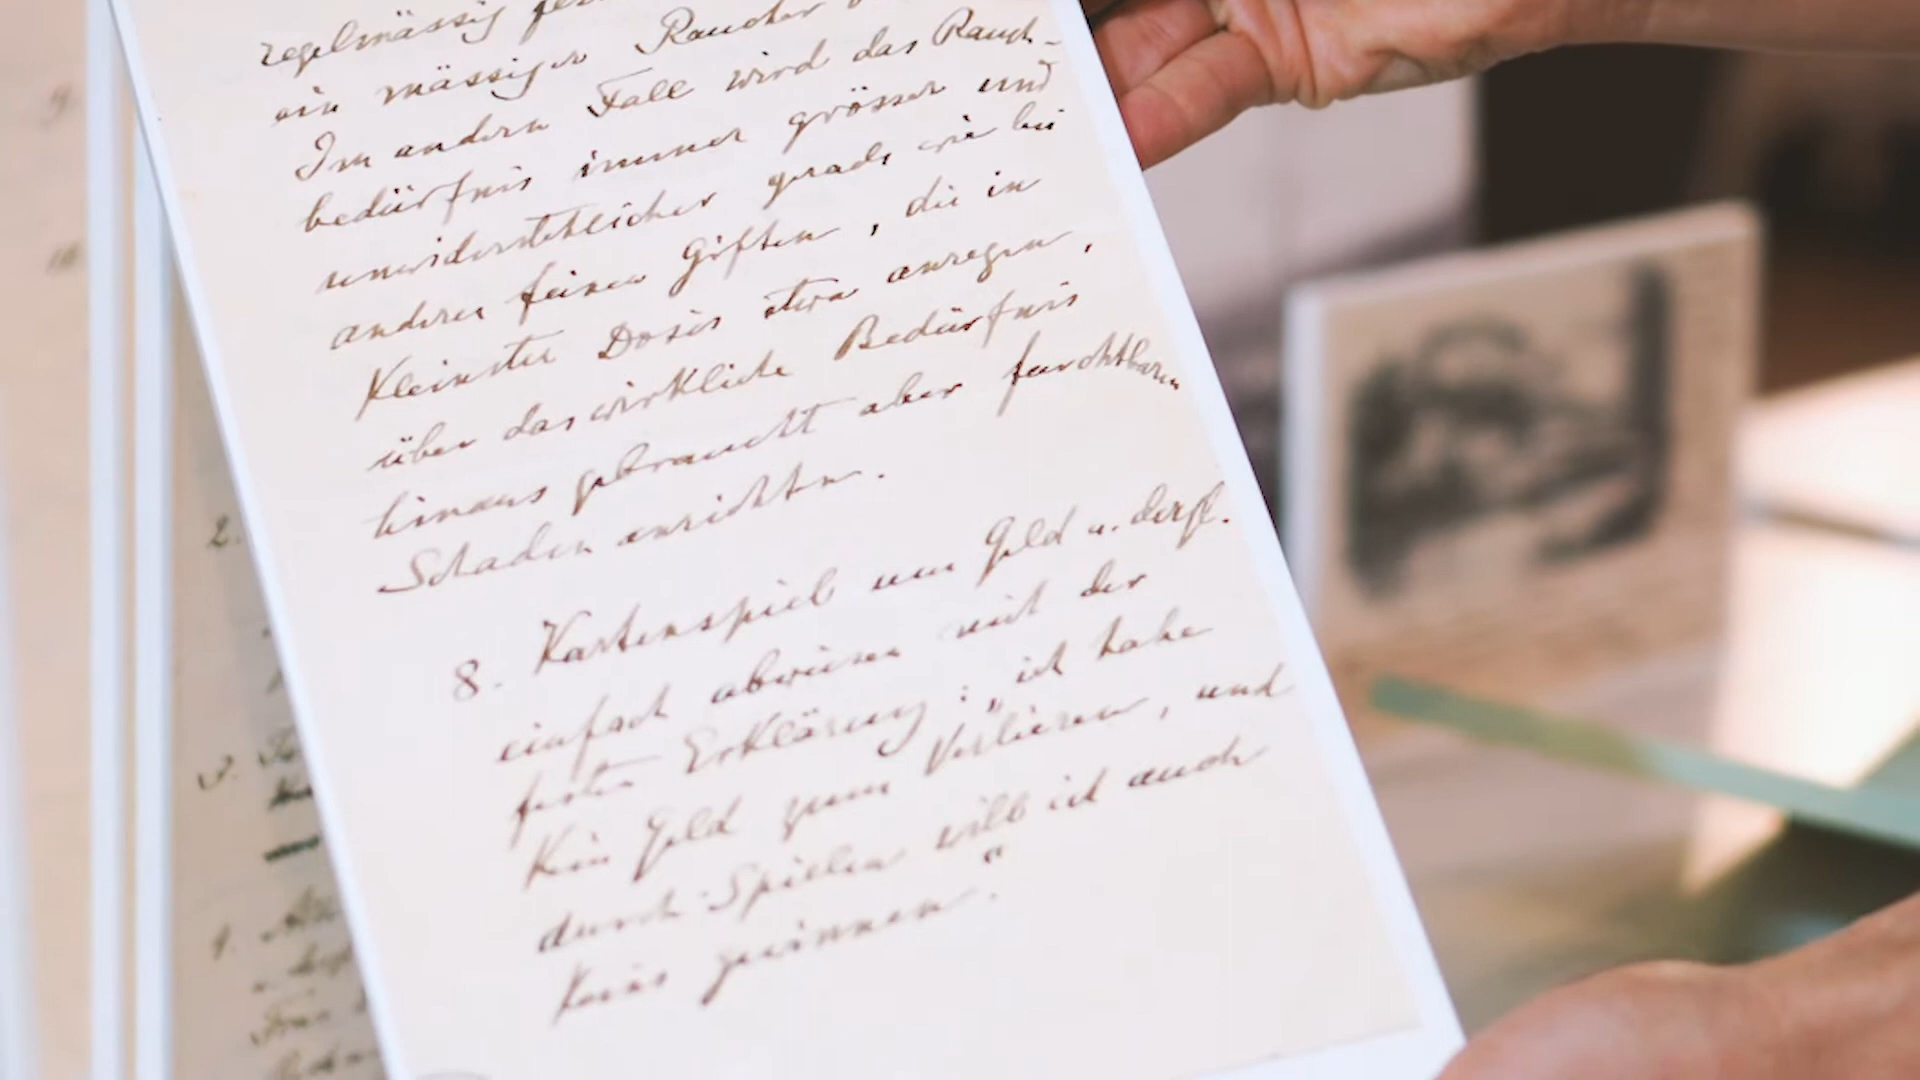 regelmässig
ein mässiger Raucher
Im andern Fall wird das Rauch-
bedürfnis immer grösser und
unwiderstehlicher gerade wie bei
anderen feinen Giften, die in
kleinster Dosis etwa anregen,
über das wirkliche Bedürfnis
hinaus gebraucht aber furchtbaren
Schaden anrichten.
8. Kartenspiel um Geld u. dergl.
einfach abweisen mit der
festen Erklärung: „ich habe
kein Geld zum Verlieren, und
durch Spielen will ich auch
keins gewinnen."
2.